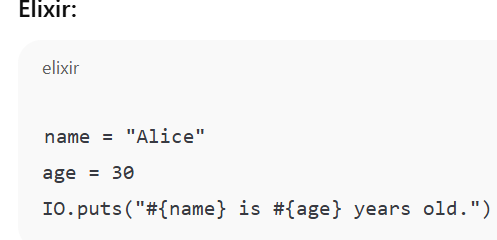 Elixir:
elixir
name = "Alice"
age = 30
IO.puts("#{name} is #{age} years old.")